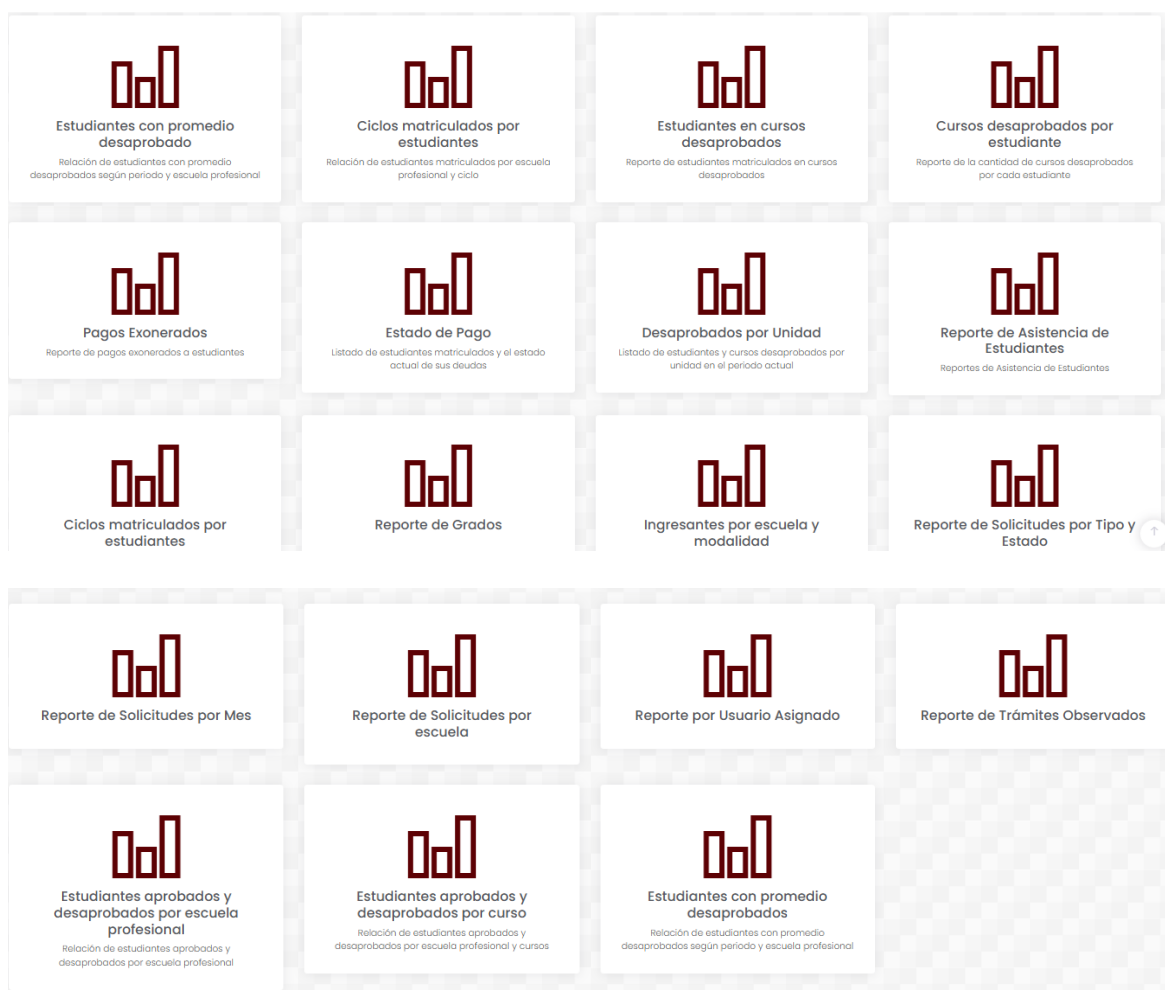 Estudiantes con promedio
desaprobado
Relación de estudiantes con promedio
desaprobados según periodo y escuela profesional
Ciclos matriculados por
estudiantes
Relación de estudiantes matriculados por escuela
profesional y ciclo
Estudiantes en cursos
desaprobados
Reporte de estudiantes matriculados en cursos
desaprobados
Cursos desaprobados por
estudiante
Reporte de la cantidad de cursos desaprobados
por cada estudiante
Pagos Exonerados
Reporte de pagos exonerados a estudiantes
Estado de Pago
Listado de estudiantes matriculados y el estado
actual de sus deudas
Desaprobados por Unidad
Listado de estudiantes y cursos desaprobados por
unidad en el periodo actual
Reporte de Asistencia de
Estudiantes
Reportes de Asistencia de Estudiantes
Ciclos matriculados por
estudiantes
Reporte de Grados
Ingresantes por escuela y
modalidad
Reporte de Solicitudes por Tipo y
Estado
Reporte de Solicitudes por Mes
Reporte de Solicitudes por
escuela
Reporte por Usuario Asignado
Reporte de Trámites Observados
Estudiantes aprobados y
desaprobados por escuela
profesional
Relación de estudiantes aprobados y
desaprobados por escuela profesional
Estudiantes aprobados y
desaprobados por curso
Relación de estudiantes aprobados y
desaprobados por escuela profesional y cursos
Estudiantes con promedio
desaprobados
Relación de estudiantes con promedio
desaprobados según periodo y escuela profesional